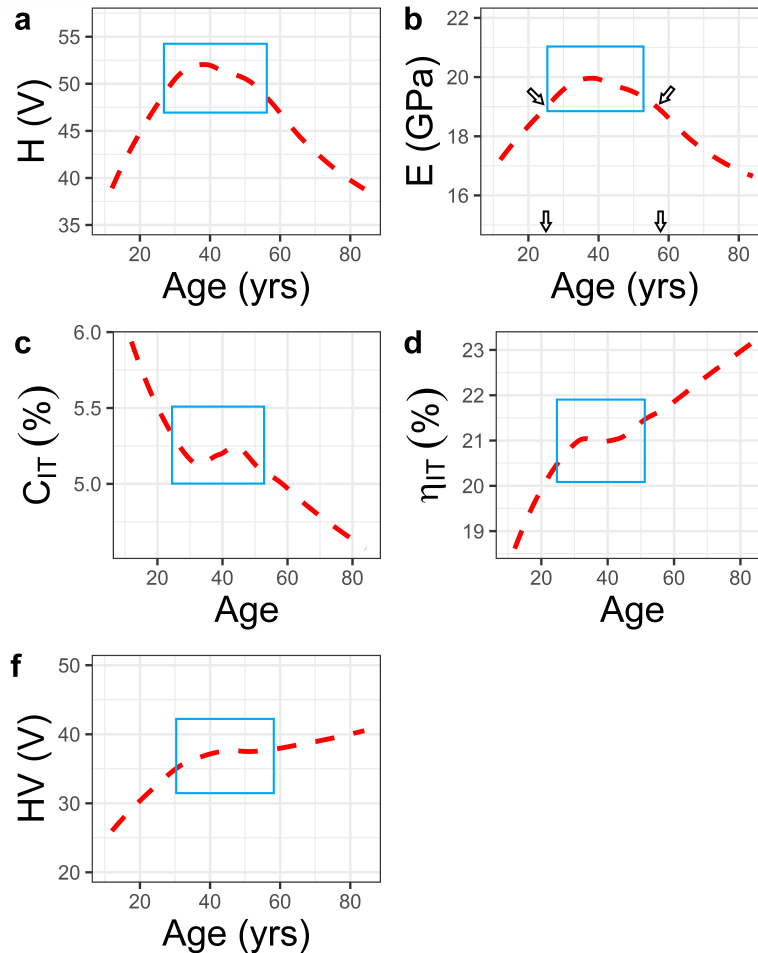 a
H (V)
55
50
45
40
35
20 40 60 80
Age (yrs)
b
E (GPa)
22
20
18
16
20 40 60 80
Age (yrs)
c
C_IT (%)
6.0
5.5
5.0
20 40 60 80
Age
d
η_IT (%)
23
22
21
20
19
20 40 60 80
Age
f
HV (V)
50
40
30
20
20 40 60 80
Age (yrs)